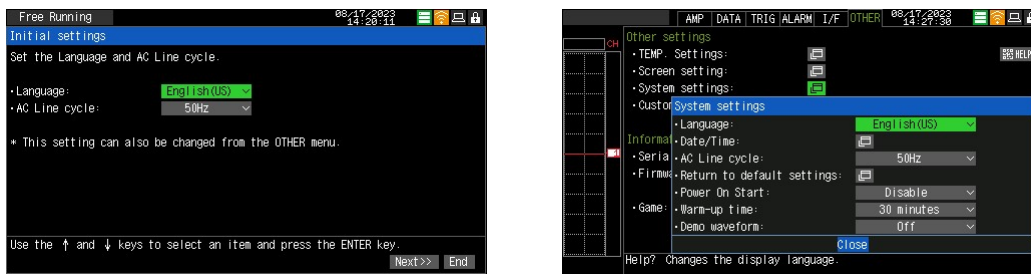 Free Running
08/17/2023
14:20:11
Initial settings
Set the Language and AC Line cycle.
・Language: English(US)
・AC Line cycle: 50Hz
* This setting can also be changed from the OTHER menu.
Use the ↑ and ↓ keys to select an item and press the ENTER key.
Next>> End
AMP DATA TRIG ALARM I/F OTHER
08/17/2023
14:27:30
CH
Other settings
・TEMP. Settings:
HELP
・Screen setting:
・System settings:
・Custo
System settings
・Language: English(US)
Informa
・Date/Time:
・Seria
・AC Line cycle: 50Hz
・Firmw
・Return to default settings:
・Power On Start: Disable
・Game:
・Warm-up time: 30 minutes
・Demo waveform: Off
Close
Help? Changes the display language.